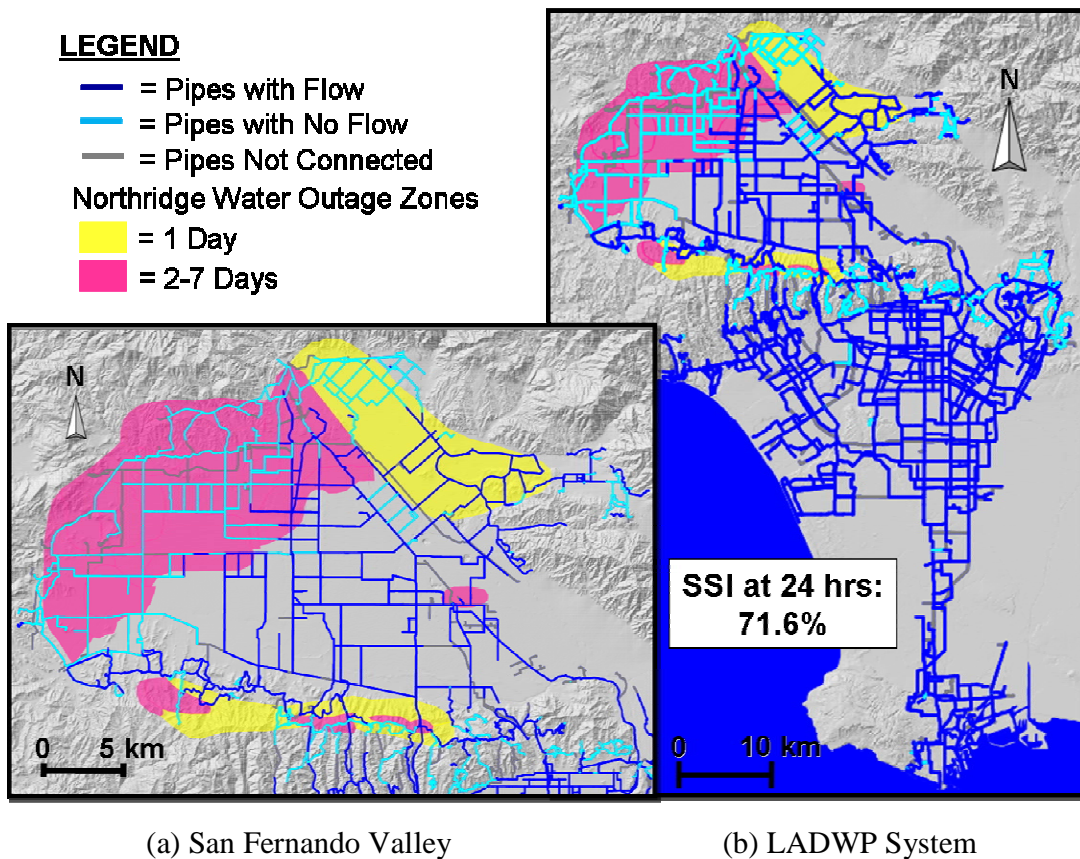 LEGEND
= Pipes with Flow
= Pipes with No Flow
= Pipes Not Connected
Northridge Water Outage Zones
= 1 Day
= 2-7 Days
N
0 5 km
N
SSI at 24 hrs:
71.6%
0 10 km
(a) San Fernando Valley
(b) LADWP System